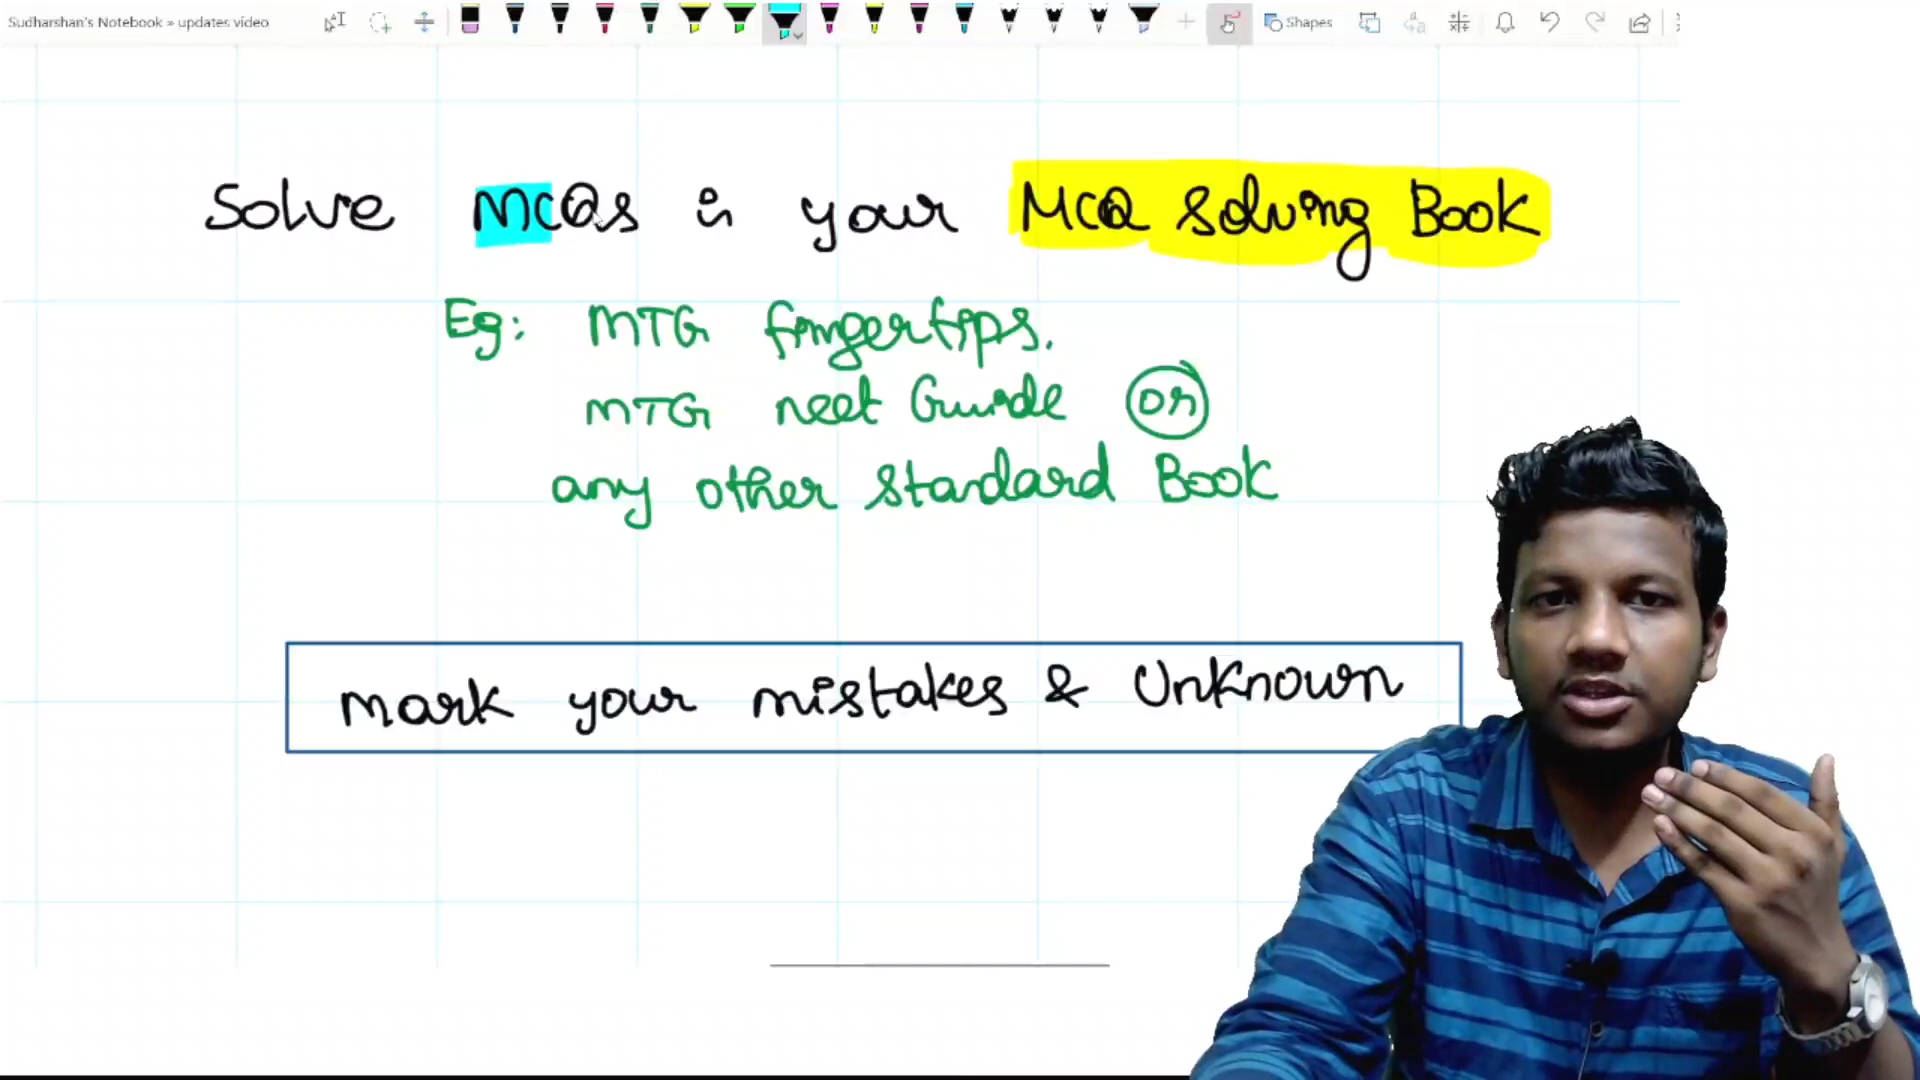 Sudharshan's Notebook » updates video
Shapes
Solve MCQs in your MCQ Solving Book
Eg: MTG fingertips.
MTG neet Guide or
any other Standard Book
mark your mistakes & Unknown